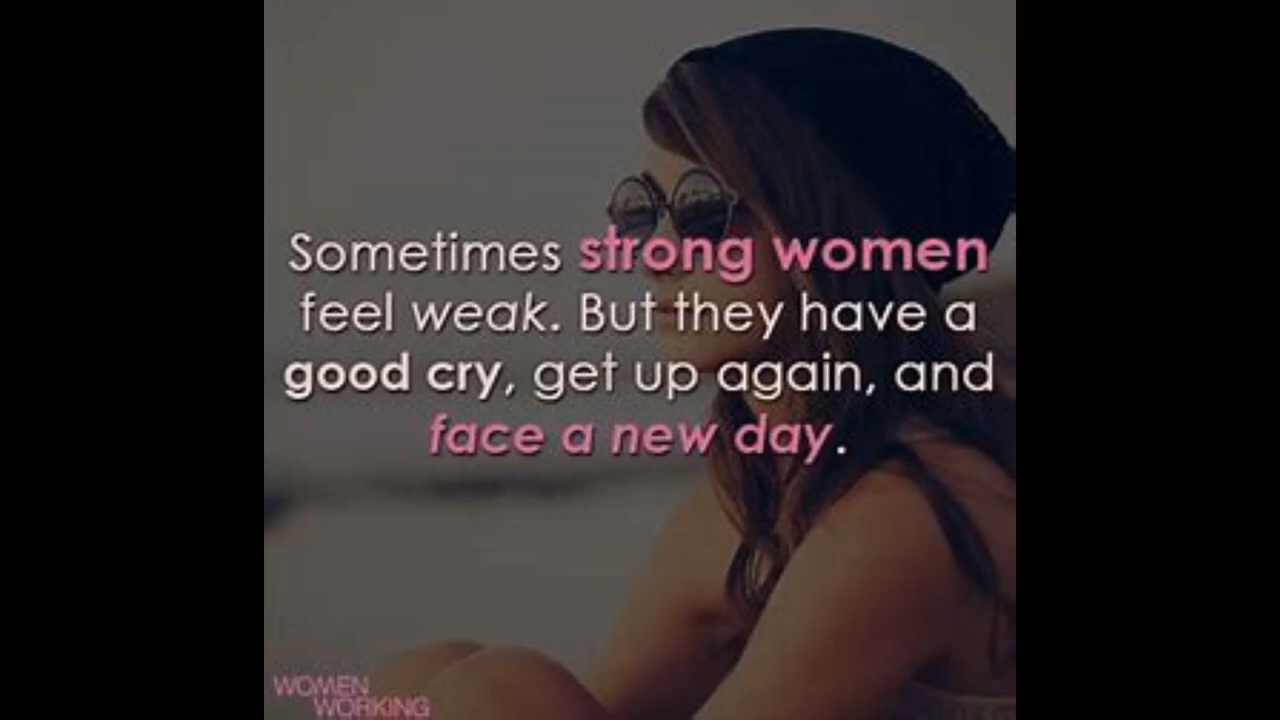 Sometimes strong women
feel weak. But they have a
good cry, get up again, and
face a new day.
WOMEN
WORKING